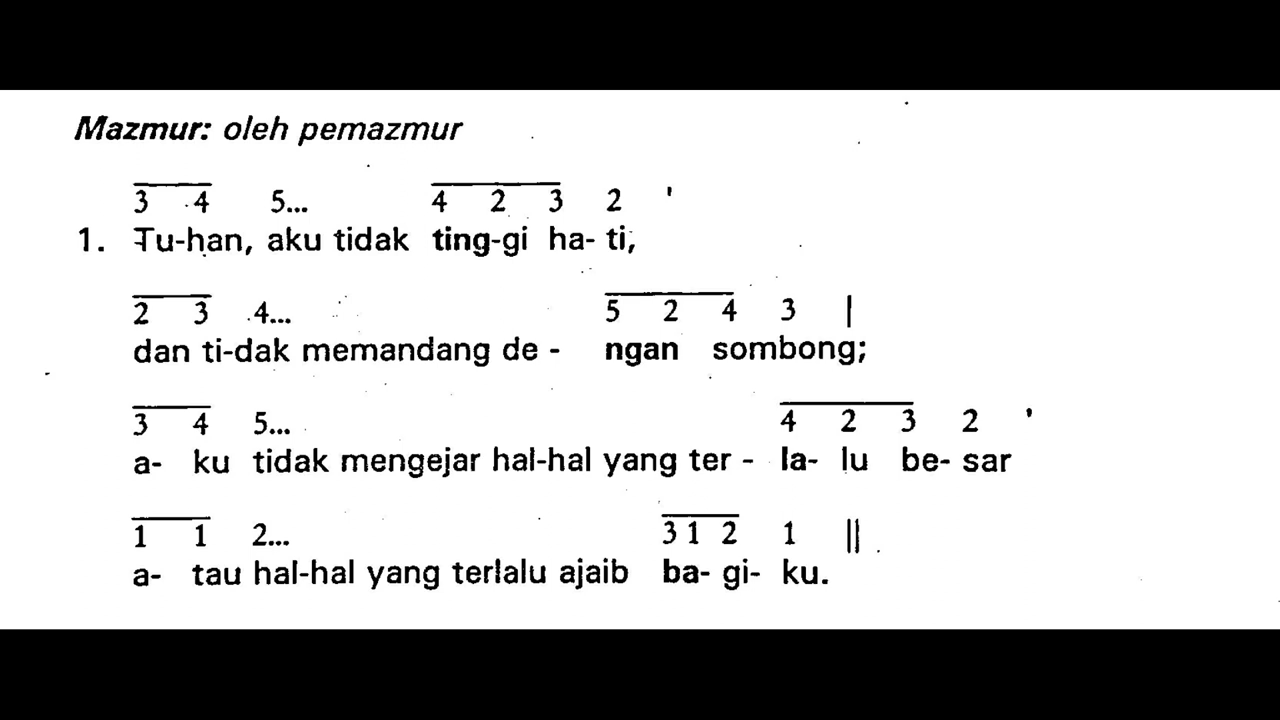 Mazmur: oleh pemazmur
3 4 5... 4 2 3 2 '
1. Tu-han, aku tidak ting-gi ha- ti,
2 3 4... 5 2 4 3 |
dan ti-dak memandang de - ngan sombong;
3 4 5... 4 2 3 2 '
a- ku tidak mengejar hal-hal yang ter - la- lu be- sar
1 1 2... 3 1 2 1 ||
a- tau hal-hal yang terlalu ajaib ba- gi- ku.